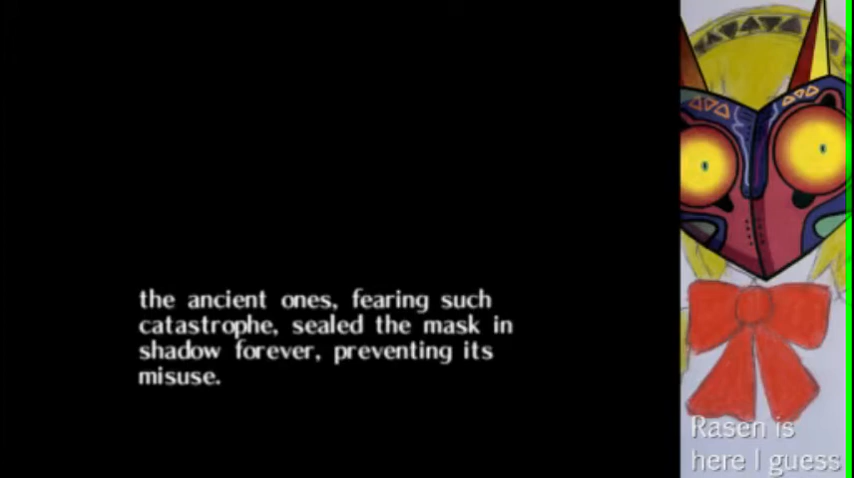 the ancient ones, fearing such
catastrophe, sealed the mask in
shadow forever, preventing its
misuse.
Rasen is
here I guess